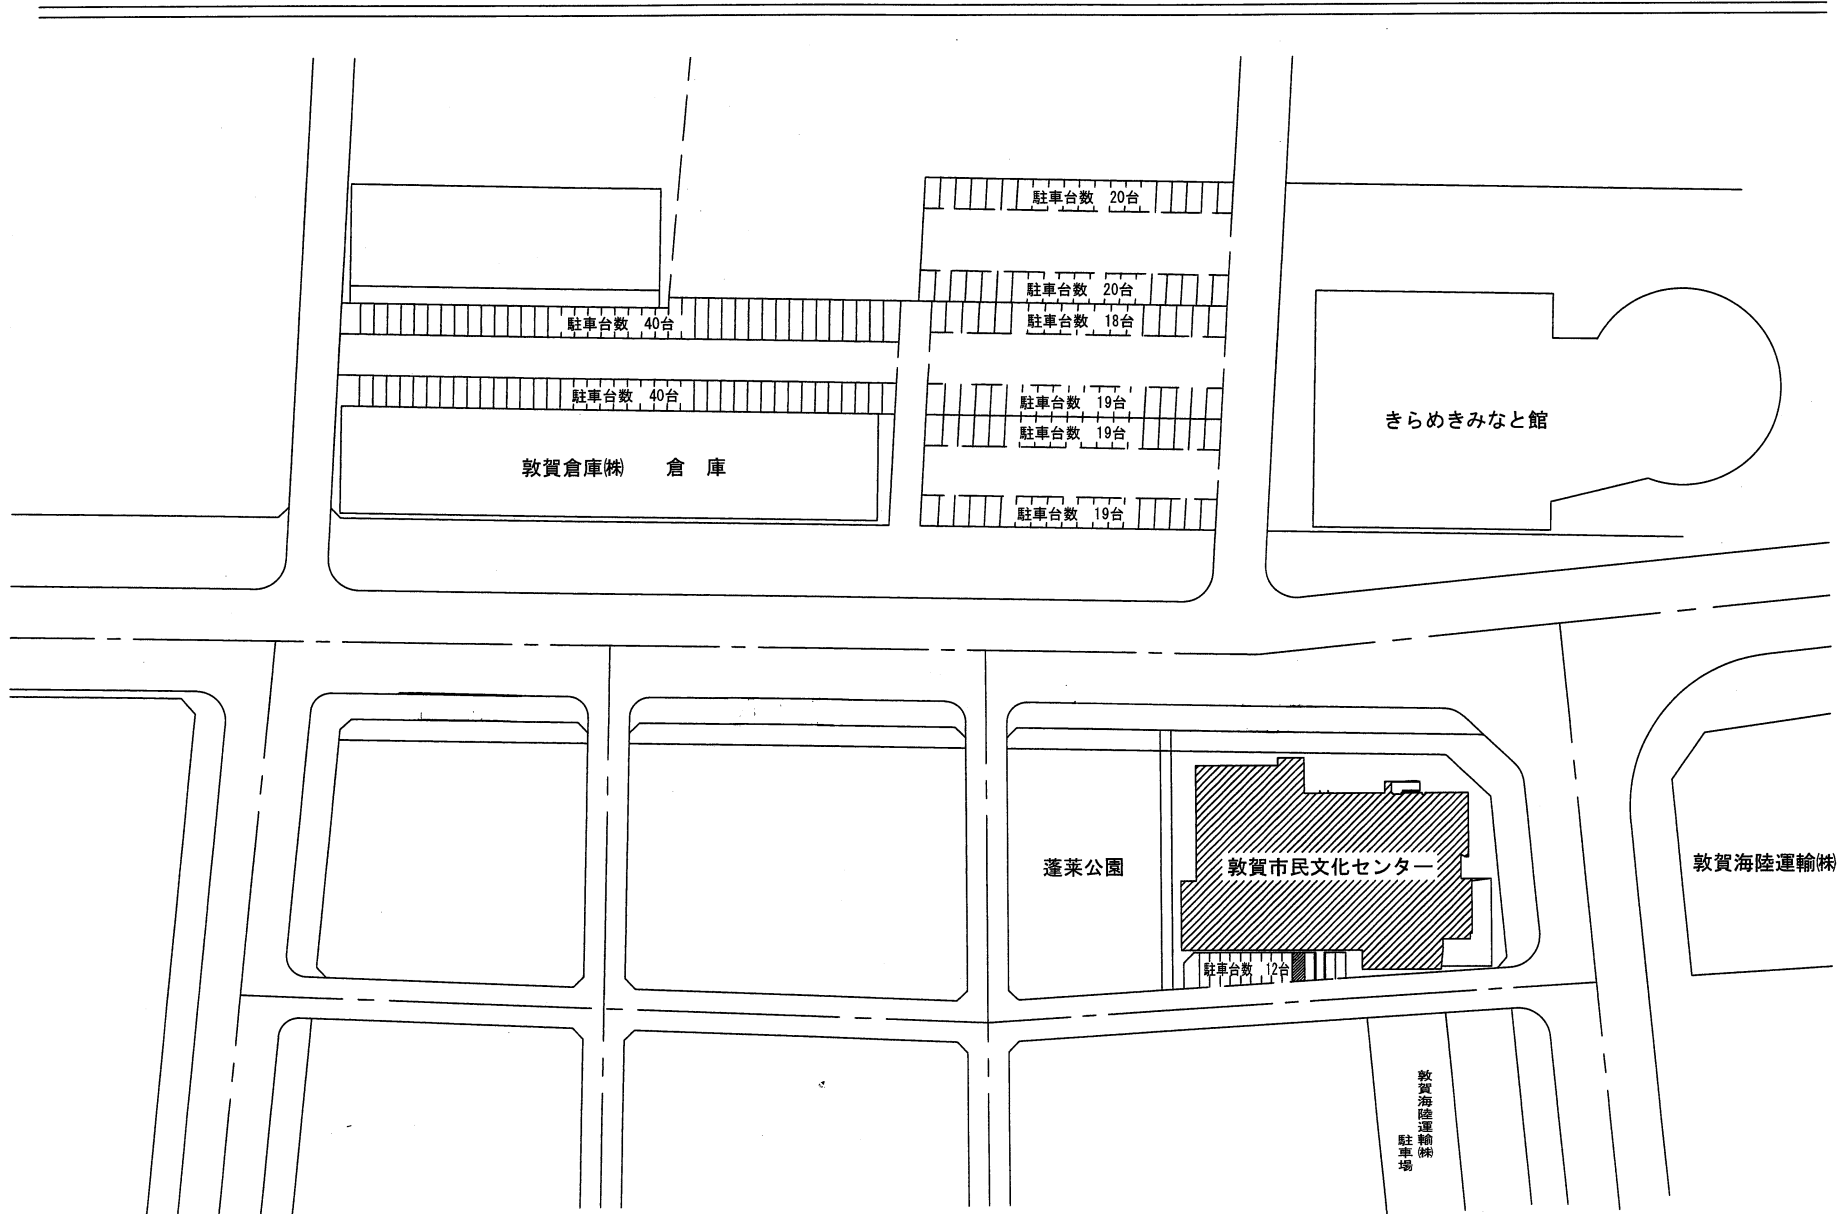 駐車台数 20台
駐車台数 20台
駐車台数 40台
駐車台数 18台
駐車台数 40台
駐車台数 19台
駐車台数 19台
きらめきみなと館
敦賀倉庫㈱ 倉 庫
駐車台数 19台
蓬莱公園
敦賀市民文化センター
敦賀海陸運輸㈱
駐車台数 12台
敦賀海陸運輸㈱
駐車場